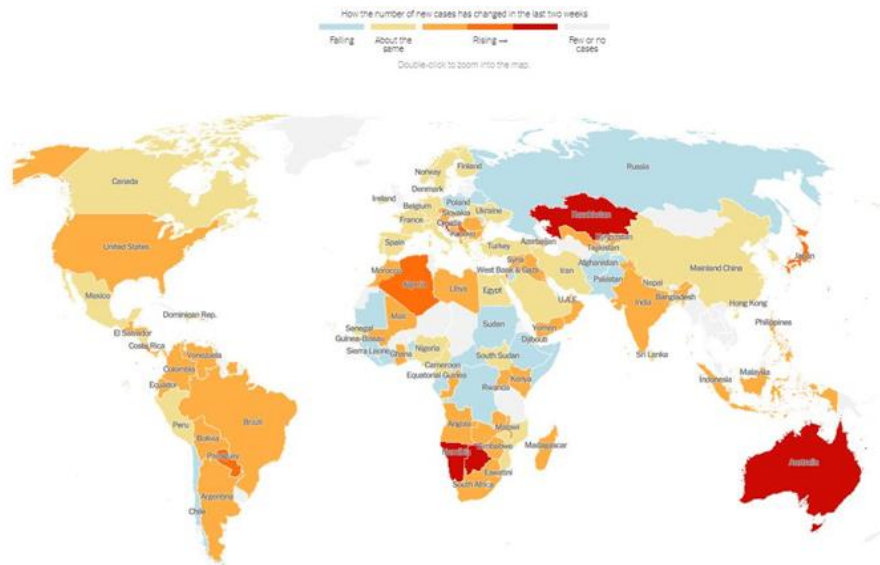 How the number of new cases has changed in the last two weeks
Falling
About the same
Rising →
Few or no cases
Double-click to zoom into the map.
Russia
Finland
Norway
Canada
Denmark
Ireland
Poland
Belgium
Slovakia
Ukraine
France
Kazakhstan
Croatia
United States
Spain
Azerbaijan
Kyrgyzstan
Turkey
Tajikistan
Japan
Syria
Afghanistan
Morocco
West Bank & Gaza
Iran
Mainland China
Algeria
Libya
Egypt
Pakistan
Nepal
Mexico
U.A.E.
Bangladesh
Hong Kong
India
Dominican Rep.
Mali
Sudan
Yemen
Philippines
El Salvador
Senegal
Guinea-Bissau
Djibouti
Costa Rica
Venezuela
Sierra Leone
Ghana
Nigeria
South Sudan
Sri Lanka
Colombia
Cameroon
Malaysia
Ecuador
Equatorial Guinea
Rwanda
Kenya
Indonesia
Brazil
Peru
Angola
Malawi
Bolivia
Zimbabwe
Madagascar
Paraguay
Namibia
Australia
Eswatini
South Africa
Argentina
Chile